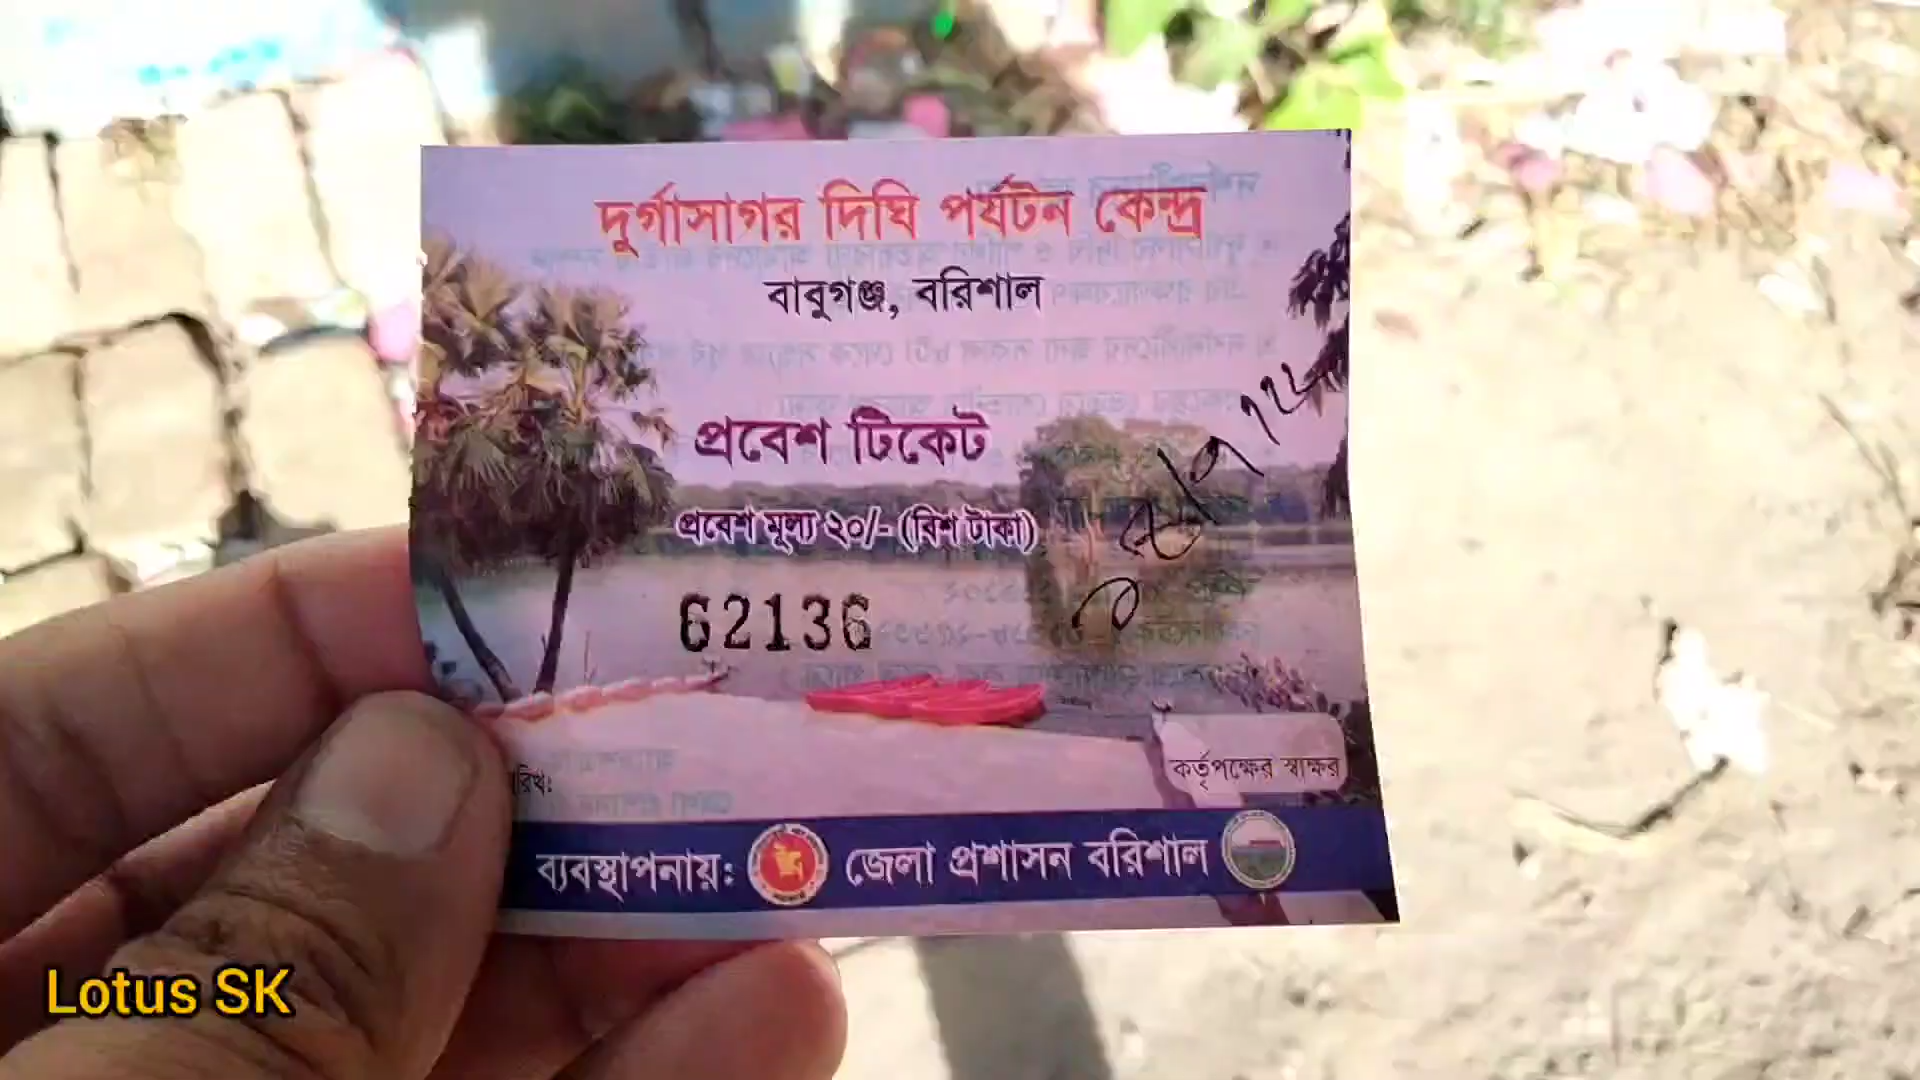 দুর্গাসাগর দিঘি পর্যটন কেন্দ্র
বাবুগঞ্জ, বরিশাল
প্রবেশ টিকেট
প্রবেশ মূল্য ২০/- (বিশ টাকা)
62136
কর্তৃপক্ষের স্বাক্ষর
ব্যবস্থাপনায়: জেলা প্রশাসন বরিশাল
Lotus SK